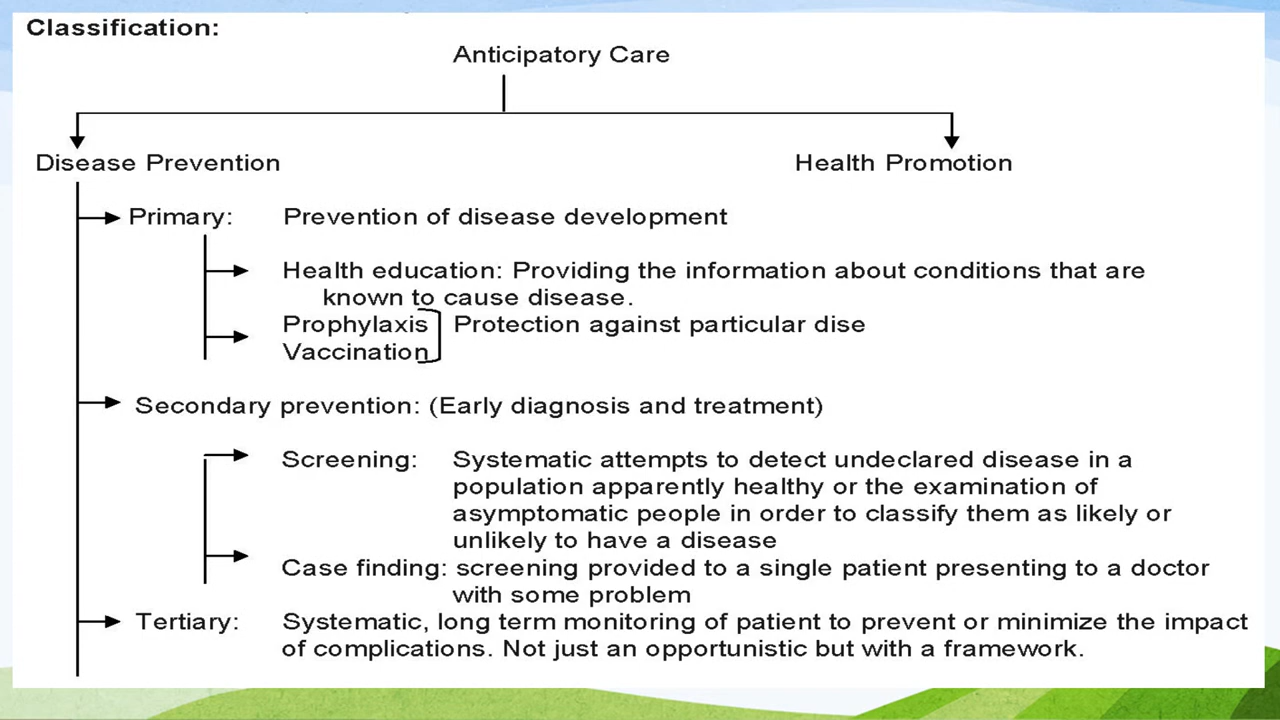 Classification:
Anticipatory Care
Disease Prevention Health Promotion
Primary: Prevention of disease development
Health education: Providing the information about conditions that are
known to cause disease.
Prophylaxis Protection against particular dise
Vaccination
Secondary prevention: (Early diagnosis and treatment)
Screening: Systematic attempts to detect undeclared disease in a
population apparently healthy or the examination of
asymptomatic people in order to classify them as likely or
unlikely to have a disease
Case finding: screening provided to a single patient presenting to a doctor
with some problem
Tertiary: Systematic, long term monitoring of patient to prevent or minimize the impact
of complications. Not just an opportunistic but with a framework.